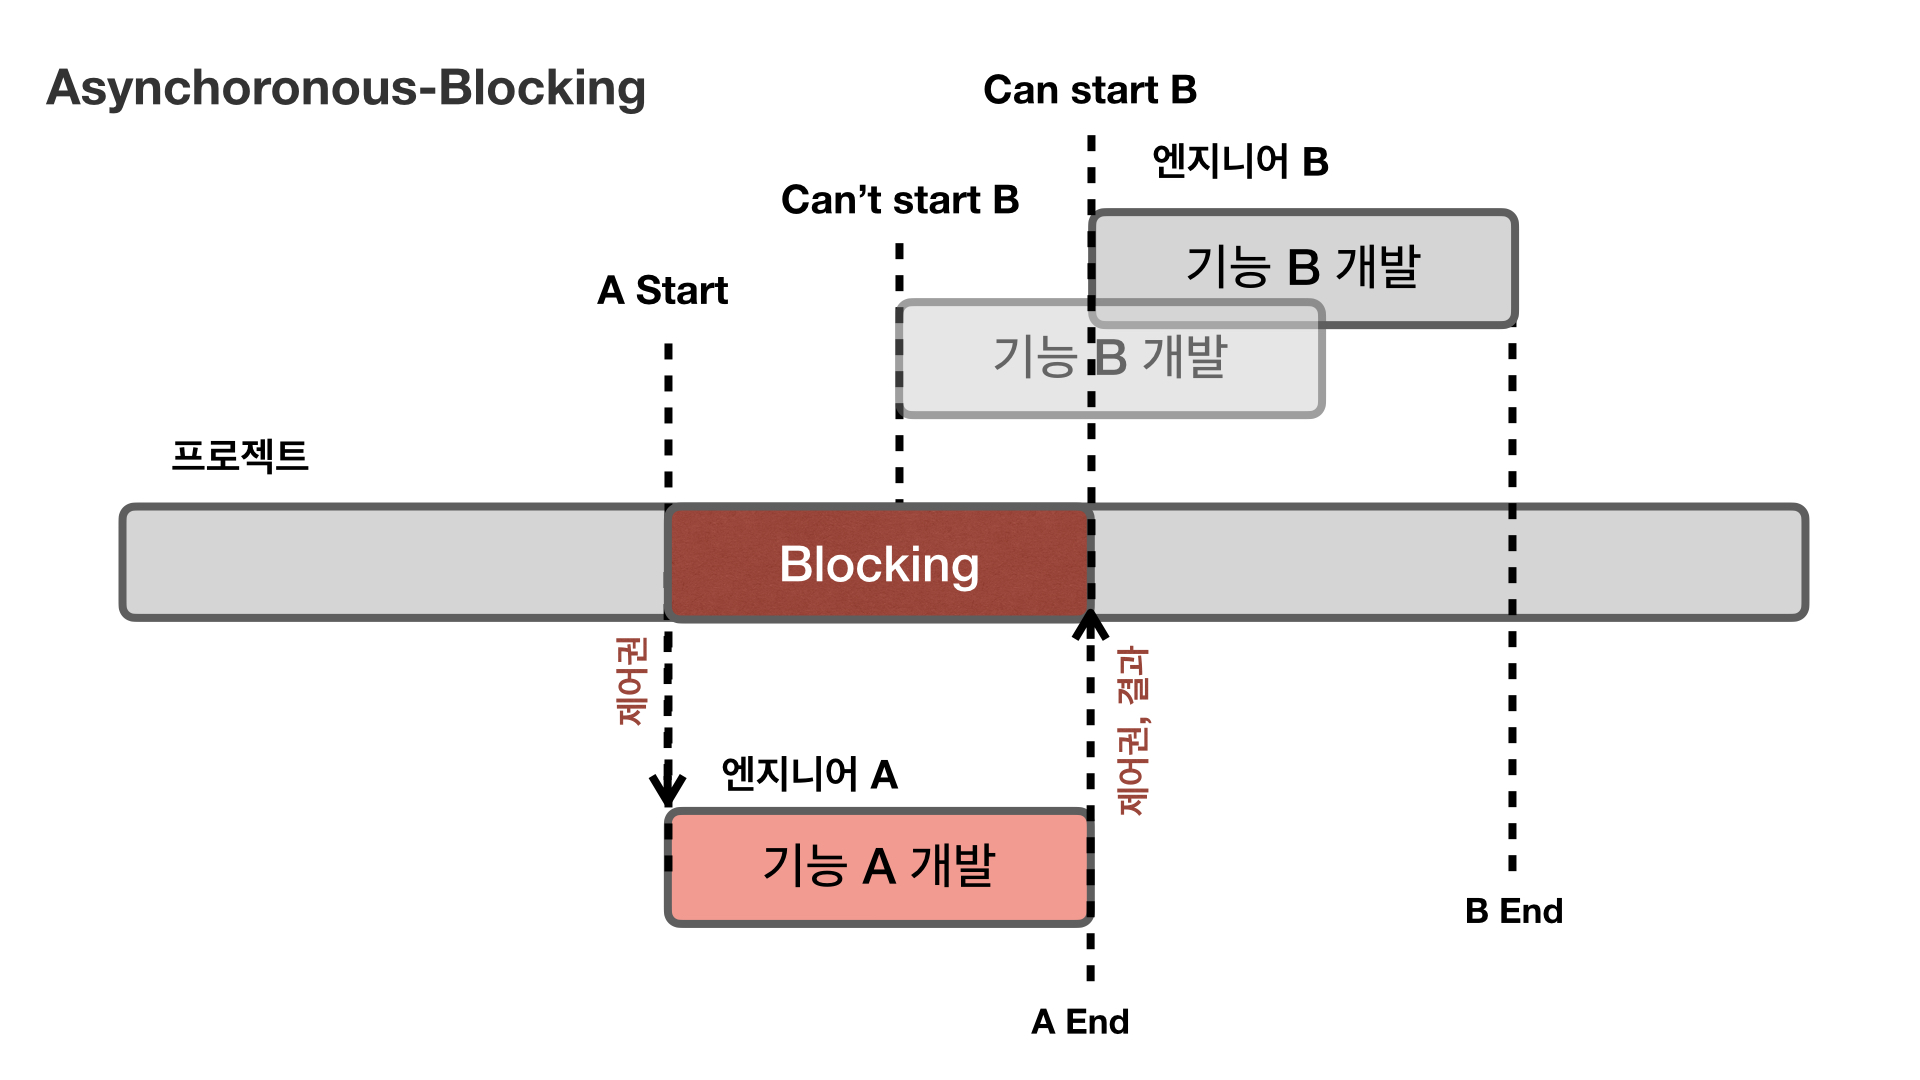 Asynchoronous-Blocking
Can start B
엔지니어 B
Can't start B
기능 B 개발
A Start
기능 B 개발
프로젝트
Blocking
제어권
제어권, 결과
엔지니어 A
기능 A 개발
B End
A End